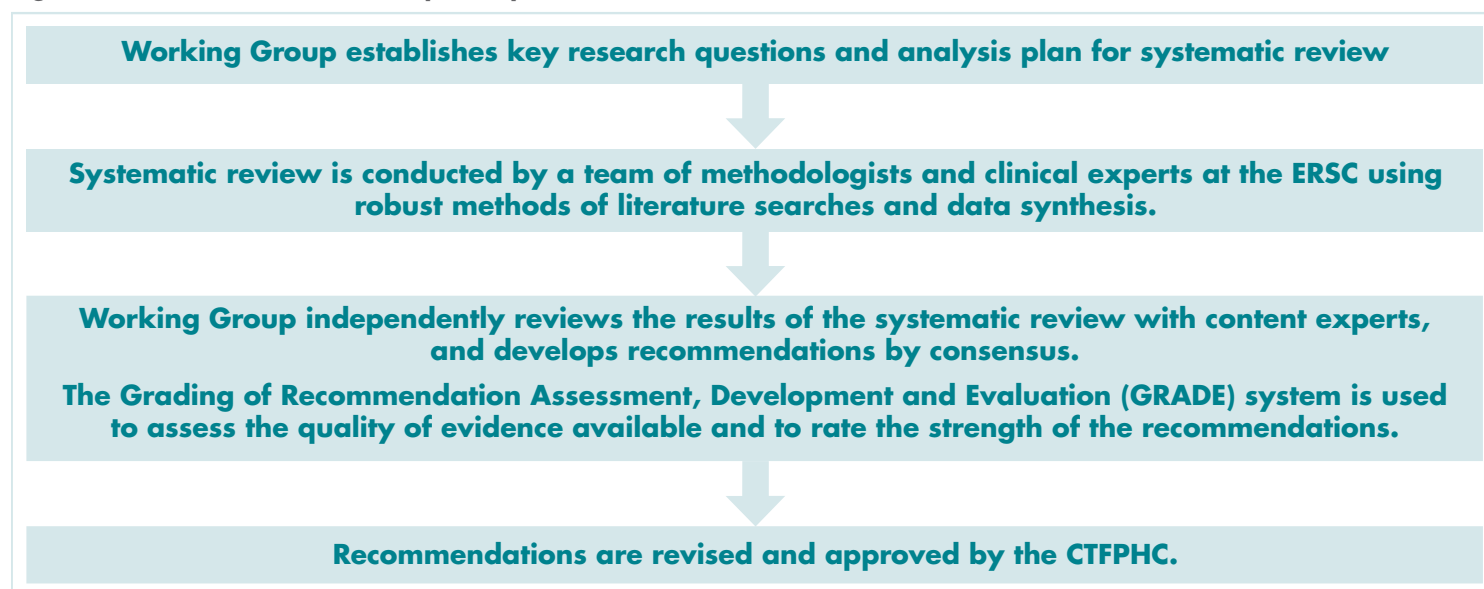 Working Group establishes key research questions and analysis plan for systematic review
Systematic review is conducted by a team of methodologists and clinical experts at the ERSC using
robust methods of literature searches and data synthesis.
Working Group independently reviews the results of the systematic review with content experts,
and develops recommendations by consensus.
The Grading of Recommendation Assessment, Development and Evaluation (GRADE) system is used
to assess the quality of evidence available and to rate the strength of the recommendations.
Recommendations are revised and approved by the CTFPHC.